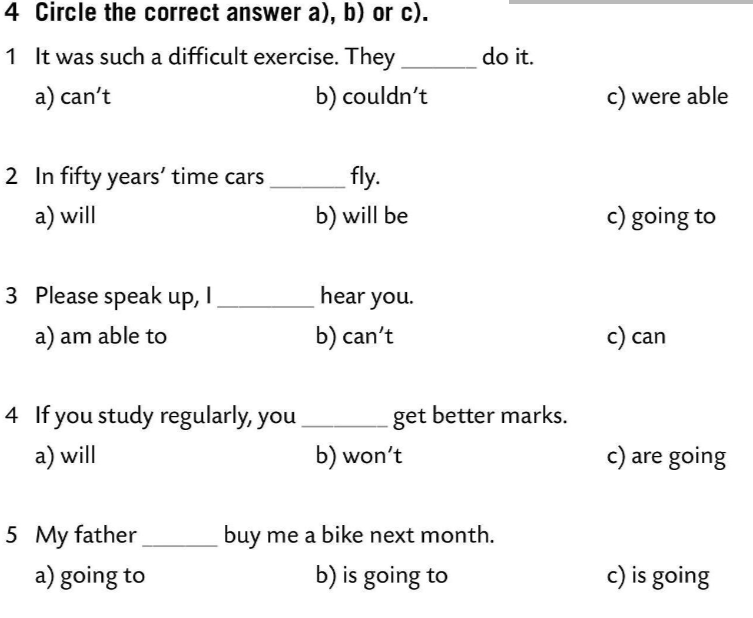 4 Circle the correct answer a), b) or c).
1 It was such a difficult exercise. They ______ do it.
a) can't b) couldn't c) were able
2 In fifty years' time cars ______ fly.
a) will b) will be c) going to
3 Please speak up, I ________ hear you.
a) am able to b) can't c) can
4 If you study regularly, you _______ get better marks.
a) will b) won't c) are going
5 My father ______ buy me a bike next month.
a) going to b) is going to c) is going